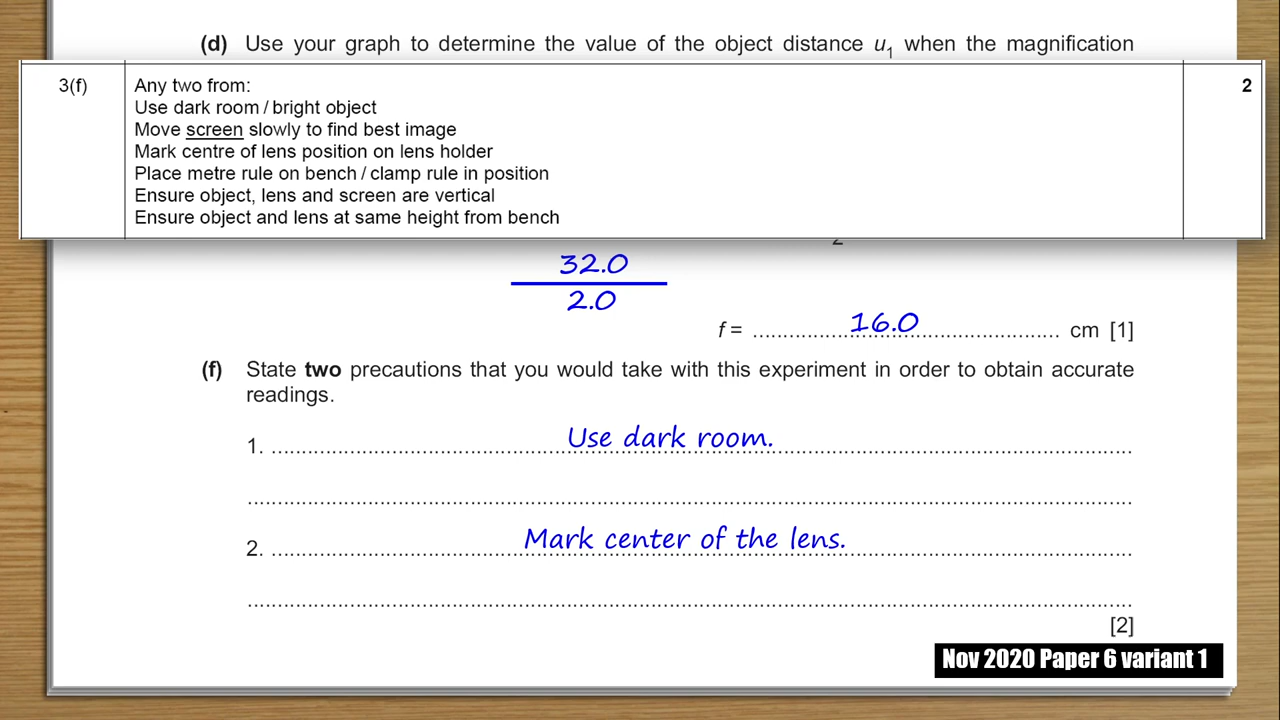 (d) Use your graph to determine the value of the object distance u1 when the magnification
3(f) Any two from: 2
Use dark room / bright object
Move screen slowly to find best image
Mark centre of lens position on lens holder
Place metre rule on bench / clamp rule in position
Ensure object, lens and screen are vertical
Ensure object and lens at same height from bench
2
32.0
2.0
f = 16.0 cm [1]
(f) State two precautions that you would take with this experiment in order to obtain accurate
readings.
1. Use dark room.
2. Mark center of the lens.
[2]
Nov 2020 Paper 6 variant 1